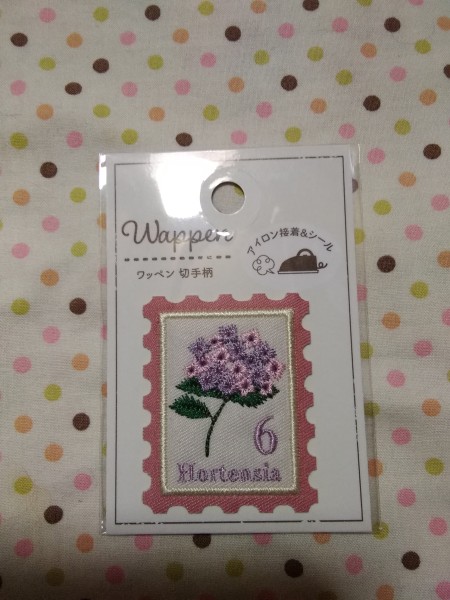 Wappen
ワッペン 切手柄
アイロン接着&シール
6
Hortensia